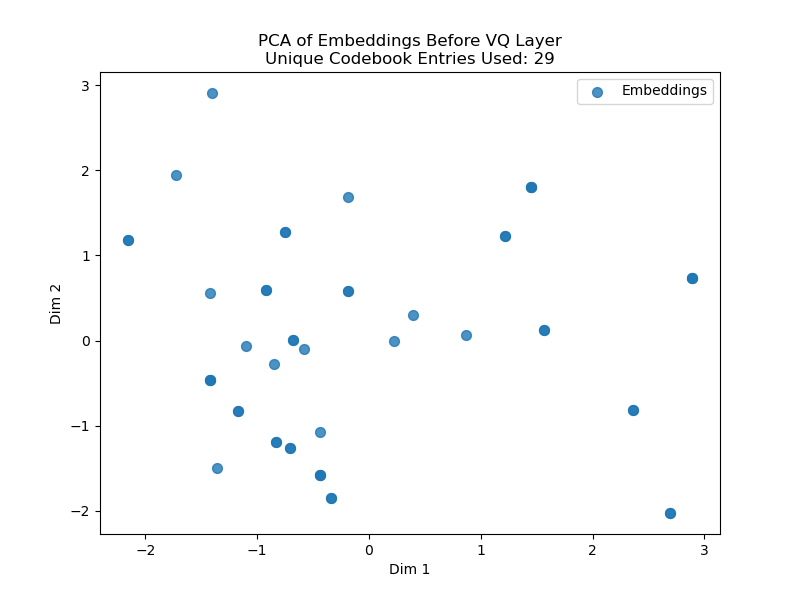 PCA of Embeddings Before VQ Layer
Unique Codebook Entries Used: 29
Embeddings
3
2
1
0
−1
−2
Dim 2
−2
−1
0
1
2
3
Dim 1